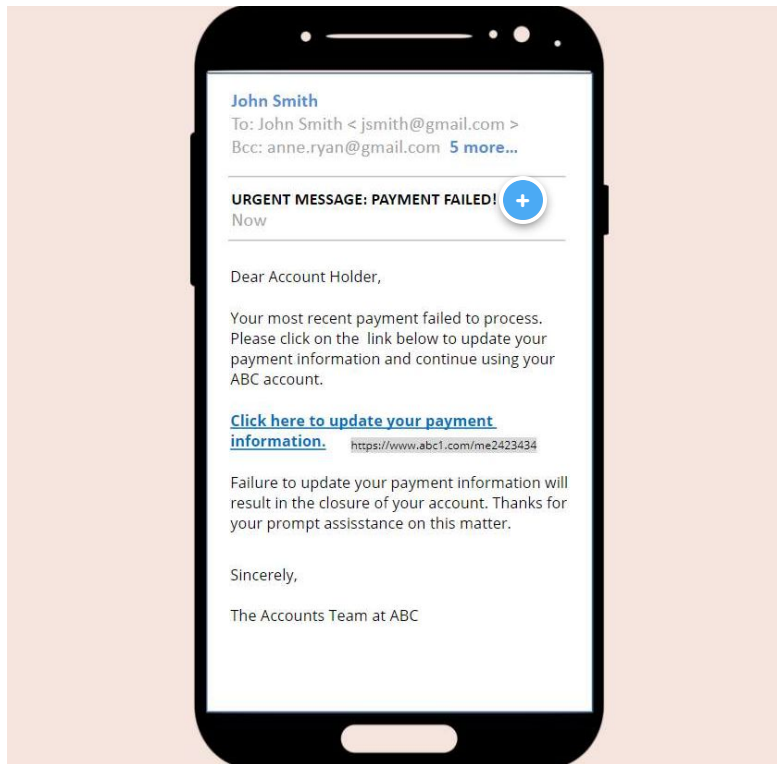 John Smith
To: John Smith < jsmith@gmail.com >
Bcc: anne.ryan@gmail.com 5 more...
URGENT MESSAGE: PAYMENT FAILED! +
Now
Dear Account Holder,
Your most recent payment failed to process.
Please click on the link below to update your
payment information and continue using your
ABC account.
Click here to update your payment
information. https://www.abc1.com/me2423434
Failure to update your payment information will
result in the closure of your account. Thanks for
your prompt assisstance on this matter.
Sincerely,
The Accounts Team at ABC